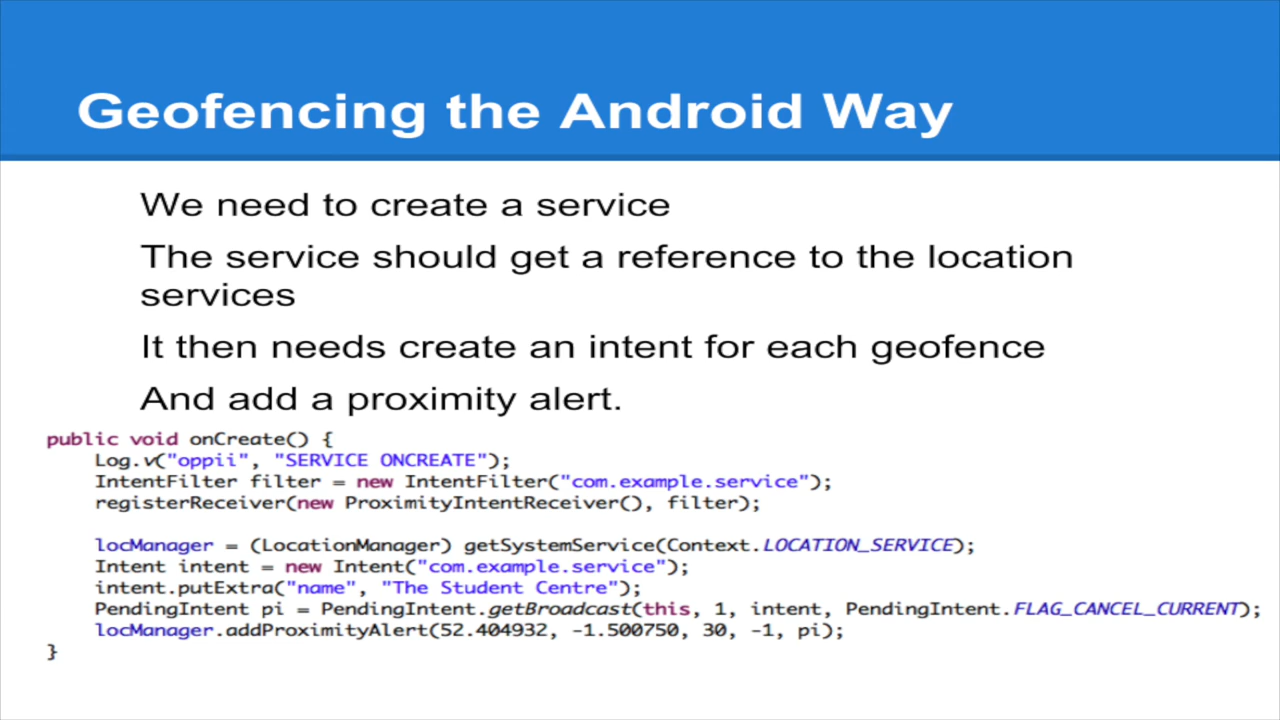 Geofencing the Android Way
We need to create a service
The service should get a reference to the location
services
It then needs create an intent for each geofence
And add a proximity alert.
public void onCreate() {
Log.v("oppii", "SERVICE ONCREATE");
IntentFilter filter = new IntentFilter("com.example.service");
registerReceiver(new ProximityIntentReceiver(), filter);
locManager = (LocationManager) getSystemService(Context.LOCATION_SERVICE);
Intent intent = new Intent("com.example.service");
intent.putExtra("name", "The Student Centre");
PendingIntent pi = PendingIntent.getBroadcast(this, 1, intent, PendingIntent.FLAG_CANCEL_CURRENT);
locManager.addProximityAlert(52.404932, -1.500750, 30, -1, pi);
}